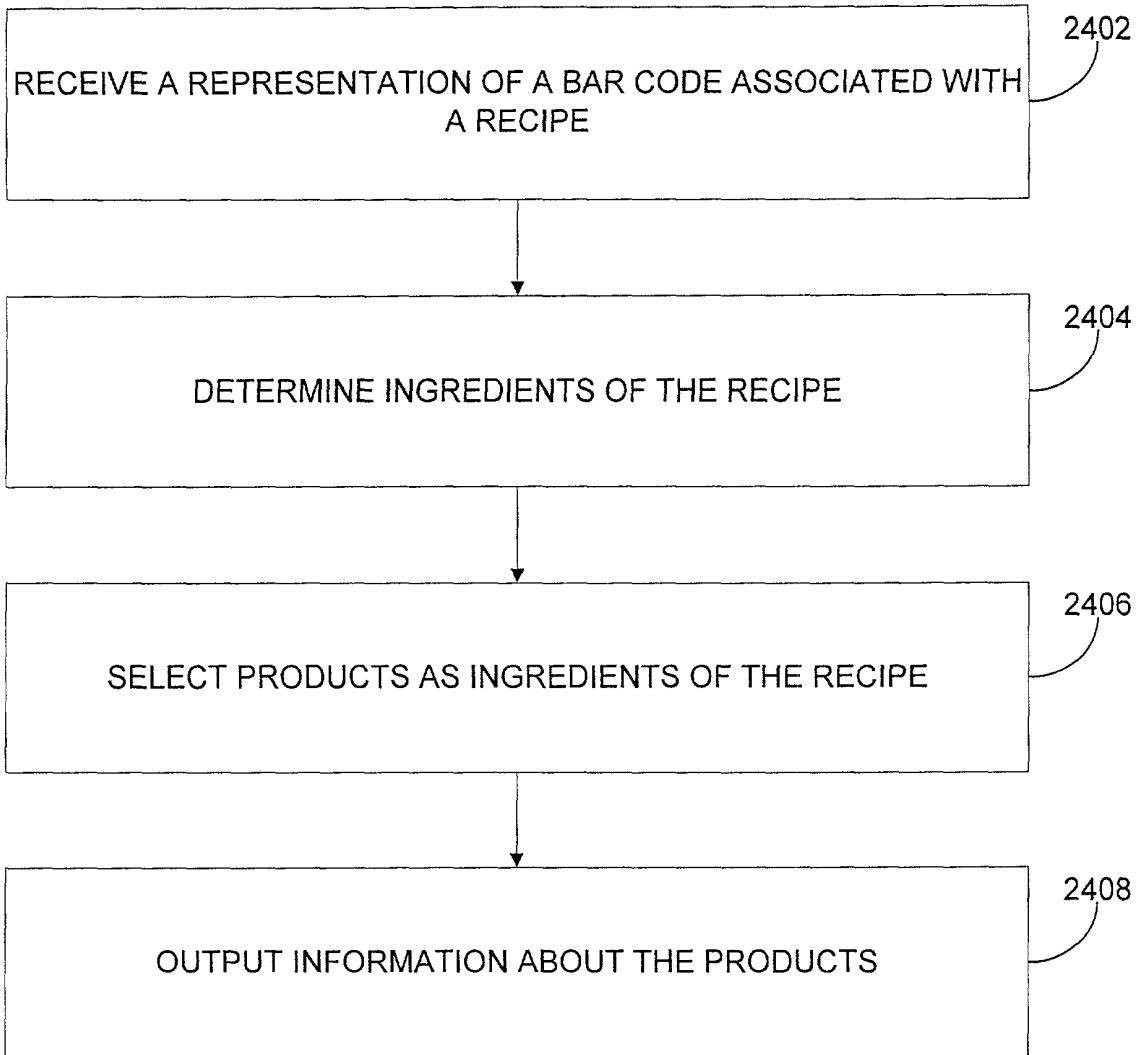 2402
RECEIVE A REPRESENTATION OF A BAR CODE ASSOCIATED WITH
A RECIPE
2404
DETERMINE INGREDIENTS OF THE RECIPE
2406
SELECT PRODUCTS AS INGREDIENTS OF THE RECIPE
2408
OUTPUT INFORMATION ABOUT THE PRODUCTS